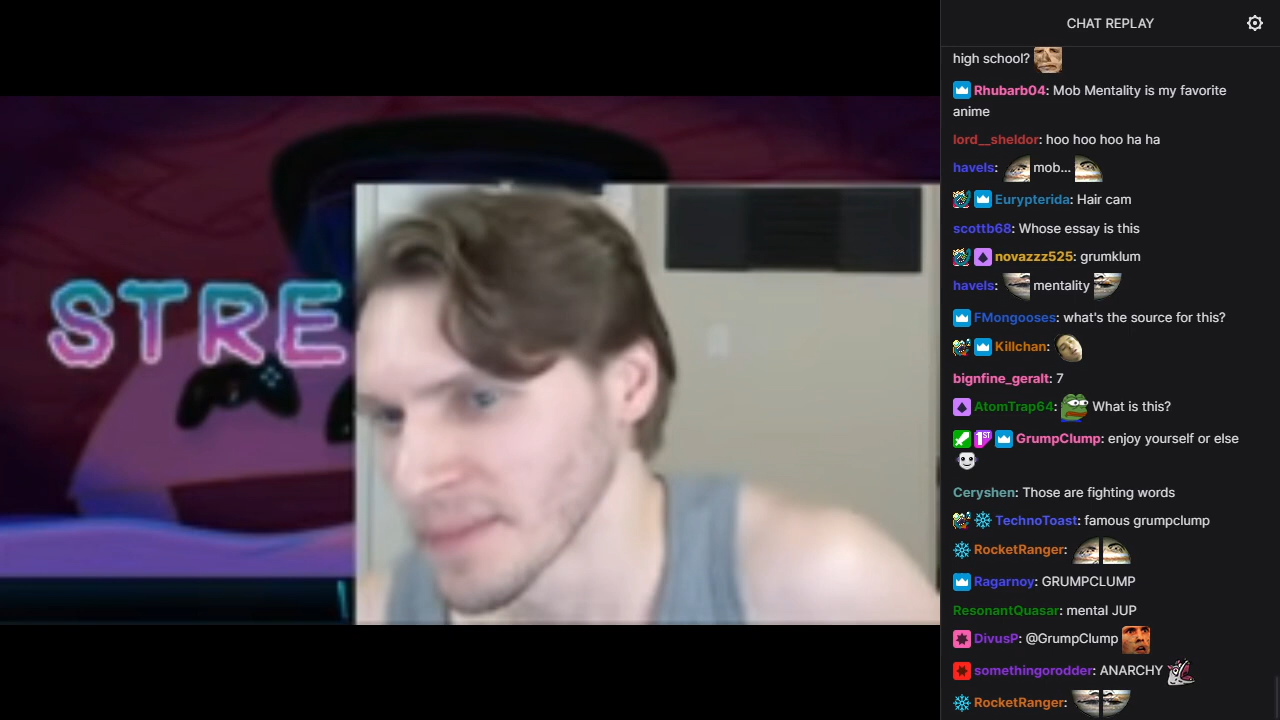 CHAT REPLAY
high school?
Rhubarb04: Mob Mentality is my favorite
anime
lord__sheldor: hoo hoo hoo ha ha
havels: mob...
Eurypterida: Hair cam
scottb68: Whose essay is this
novazzz525: grumklum
havels: mentality
FMongooses: what's the source for this?
Killchan:
bignfine_geralt: 7
AtomTrap64: What is this?
1ST GrumpClump: enjoy yourself or else
Ceryshen: Those are fighting words
TechnoToast: famous grumpclump
RocketRanger:
Ragarnoy: GRUMPCLUMP
ResonantQuasar: mental JUP
DivusP: @GrumpClump
somethingorodder: ANARCHY
RocketRanger:
STRE